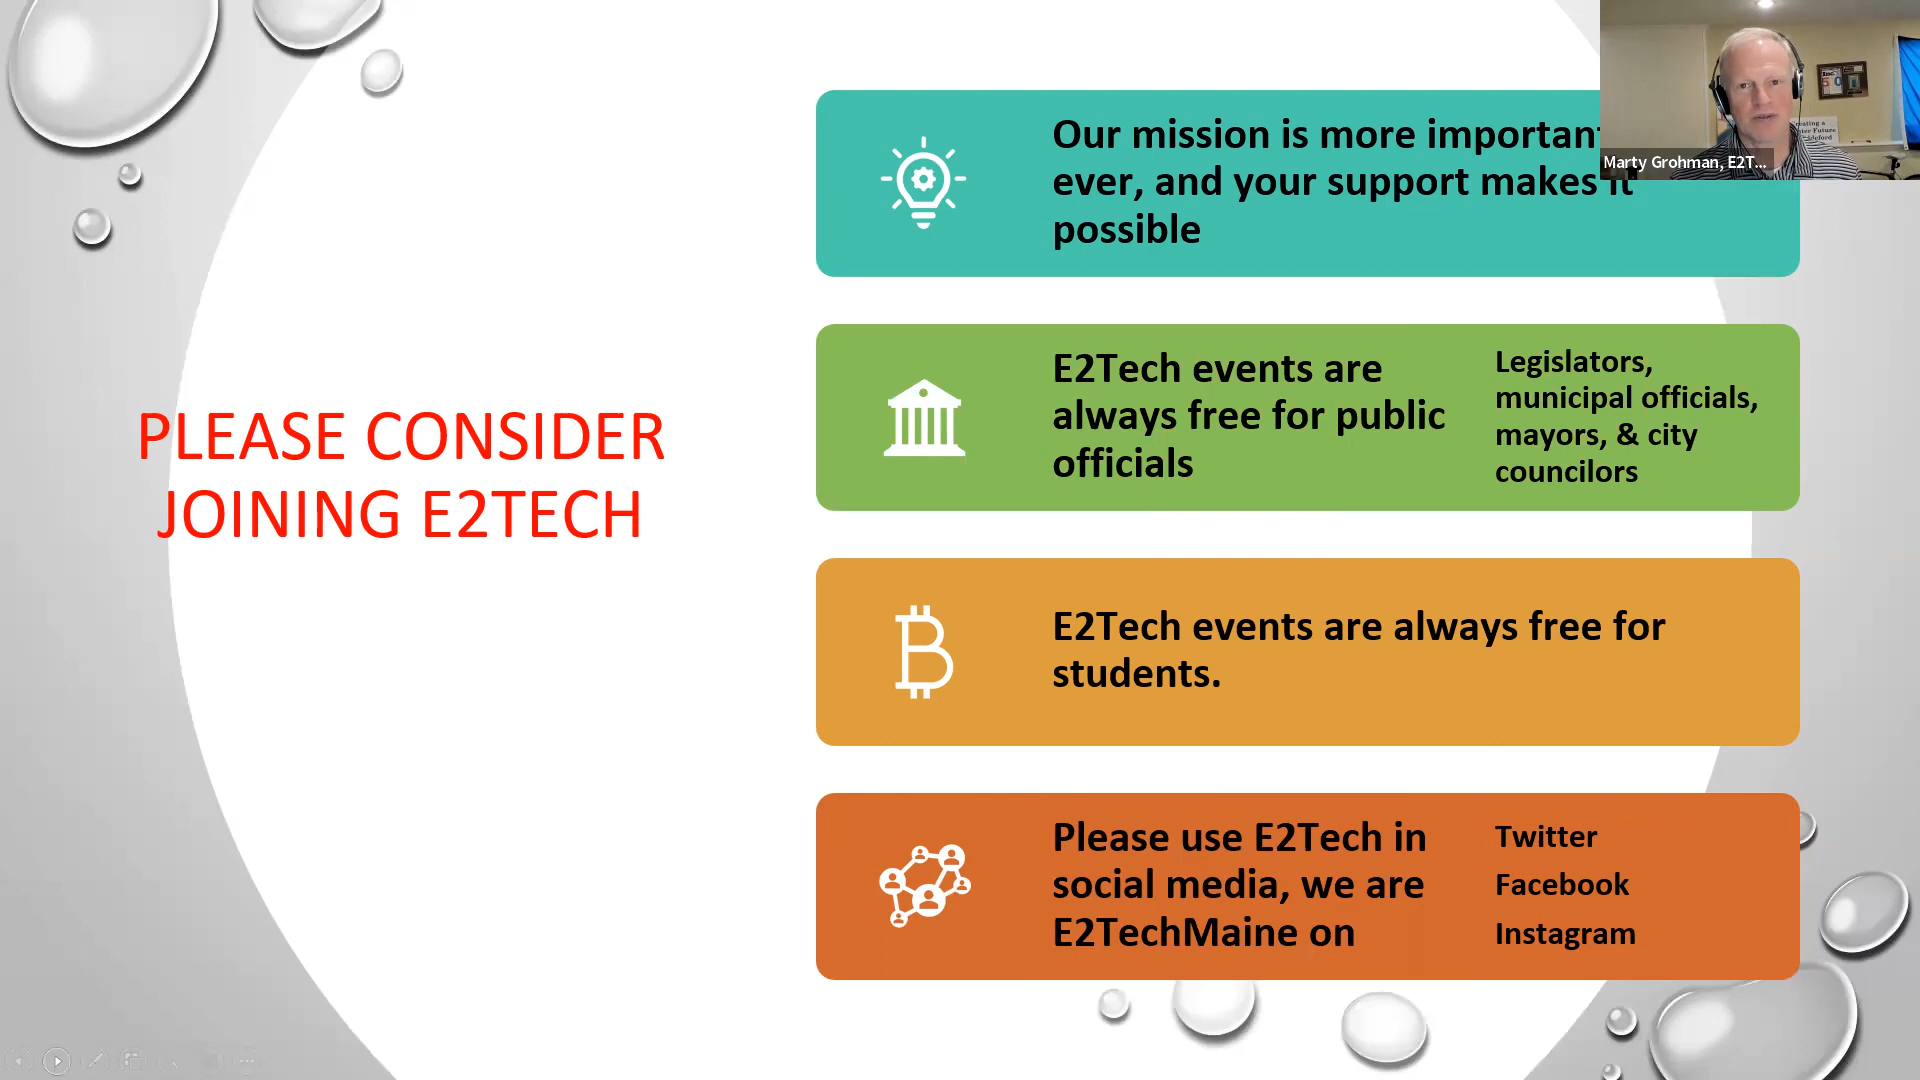 PLEASE CONSIDER
JOINING E2TECH
Our mission is more important
ever, and your support makes it
possible
E2Tech events are
always free for public
officials
Legislators,
municipal officials,
mayors, & city
councilors
E2Tech events are always free for
students.
Please use E2Tech in
social media, we are
E2TechMaine on
Twitter
Facebook
Instagram
Marty Grohman, E2T...